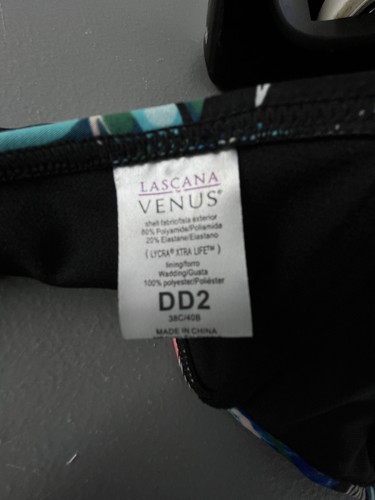 LASCANA
by
VENUS®
shell fabric/tela exterior
80% Polyamide/Poliamida
20% Elastane/Elastano
( LYCRA® XTRA LIFE™ )
lining/forro
Wadding/Guata
100% polyester/Poliéster
DD2
38C/40B
MADE IN CHINA